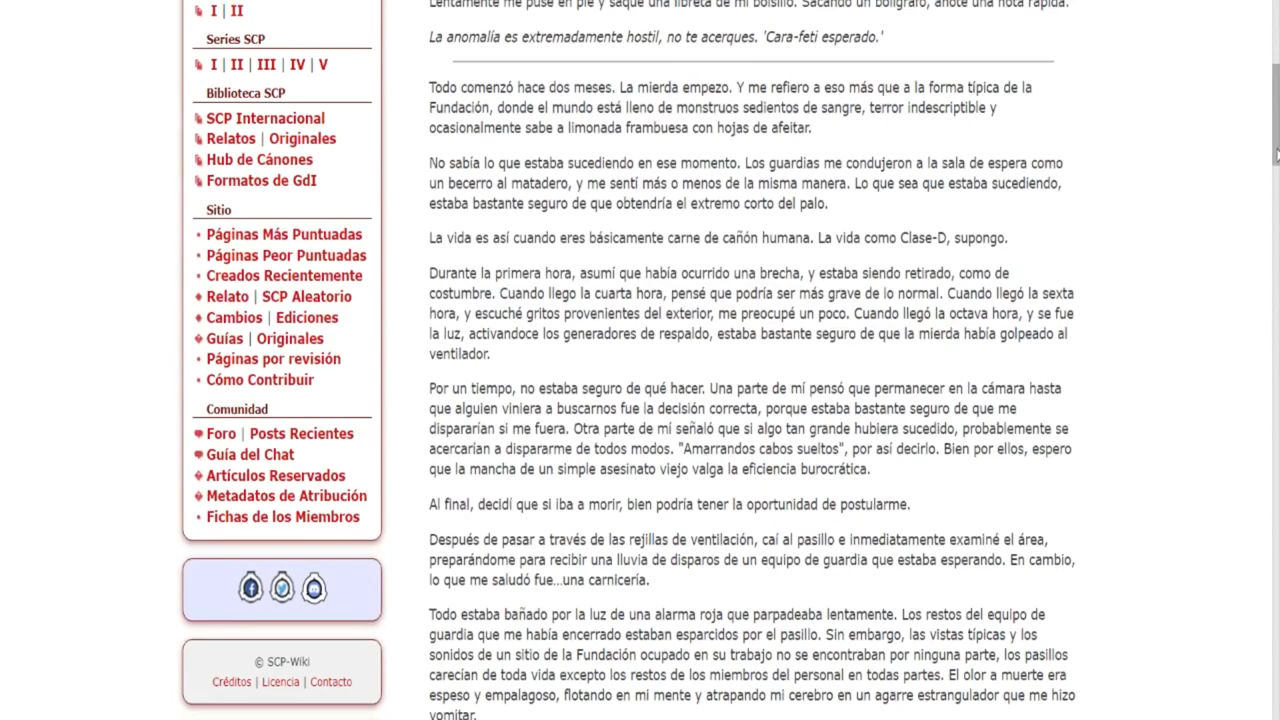 I | II
Series SCP
I | II | III | IV | V
Biblioteca SCP
SCP Internacional
Relatos | Originales
Hub de Cánones
Formatos de GdI
Sitio
Páginas Más Puntuadas
Páginas Peor Puntuadas
Creados Recientemente
Relato | SCP Aleatorio
Cambios | Ediciones
Guías | Originales
Páginas por revisión
Cómo Contribuir
Comunidad
Foro | Posts Recientes
Guía del Chat
Artículos Reservados
Metadatos de Atribución
Fichas de los Miembros
© SCP-Wiki
Créditos | Licencia | Contacto
Lentamente me puse en pie y saqué una libreta de mi bolsillo. Sacando un bolígrafo, anoté una nota rápida.
La anomalía es extremadamente hostil, no te acerques. 'Cara-feti esperado.'
Todo comenzó hace dos meses. La mierda empezo. Y me refiero a eso más que a la forma típica de la
Fundación, donde el mundo está lleno de monstruos sedientos de sangre, terror indescriptible y
ocasionalmente sabe a limonada frambuesa con hojas de afeitar.
No sabía lo que estaba sucediendo en ese momento. Los guardias me condujeron a la sala de espera como
un becerro al matadero, y me sentí más o menos de la misma manera. Lo que sea que estaba sucediendo,
estaba bastante seguro de que obtendría el extremo corto del palo.
La vida es así cuando eres básicamente carne de cañón humana. La vida como Clase-D, supongo.
Durante la primera hora, asumí que había ocurrido una brecha, y estaba siendo retirado, como de
costumbre. Cuando llego la cuarta hora, pensé que podría ser más grave de lo normal. Cuando llegó la sexta
hora, y escuché gritos provenientes del exterior, me preocupé un poco. Cuando llegó la octava hora, y se fue
la luz, activandoce los generadores de respaldo, estaba bastante seguro de que la mierda había golpeado al
ventilador.
Por un tiempo, no estaba seguro de qué hacer. Una parte de mí pensó que permanecer en la cámara hasta
que alguien viniera a buscarnos fue la decisión correcta, porque estaba bastante seguro de que me
dispararían si me fuera. Otra parte de mí señaló que si algo tan grande hubiera sucedido, probablemente se
acercarían a dispararme de todos modos. "Amarrandos cabos sueltos", por así decirlo. Bien por ellos, espero
que la mancha de un simple asesinato viejo valga la eficiencia burocrática.
Al final, decidí que si iba a morir, bien podría tener la oportunidad de postularme.
Después de pasar a través de las rejillas de ventilación, caí al pasillo e inmediatamente examiné el área,
preparándome para recibir una lluvia de disparos de un equipo de guardia que estaba esperando. En cambio,
lo que me saludó fue...una carnicería.
Todo estaba bañado por la luz de una alarma roja que parpadeaba lentamente. Los restos del equipo de
guardia que me había encerrado estaban esparcidos por el pasillo. Sin embargo, las vistas típicas y los
sonidos de un sitio de la Fundación ocupado en su trabajo no se encontraban por ninguna parte, los pasillos
carecían de toda vida excepto los restos de los miembros del personal en todas partes. El olor a muerte era
espeso y empalagoso, flotando en mi mente y atrapando mi cerebro en un agarre estrangulador que me hizo
vomitar.